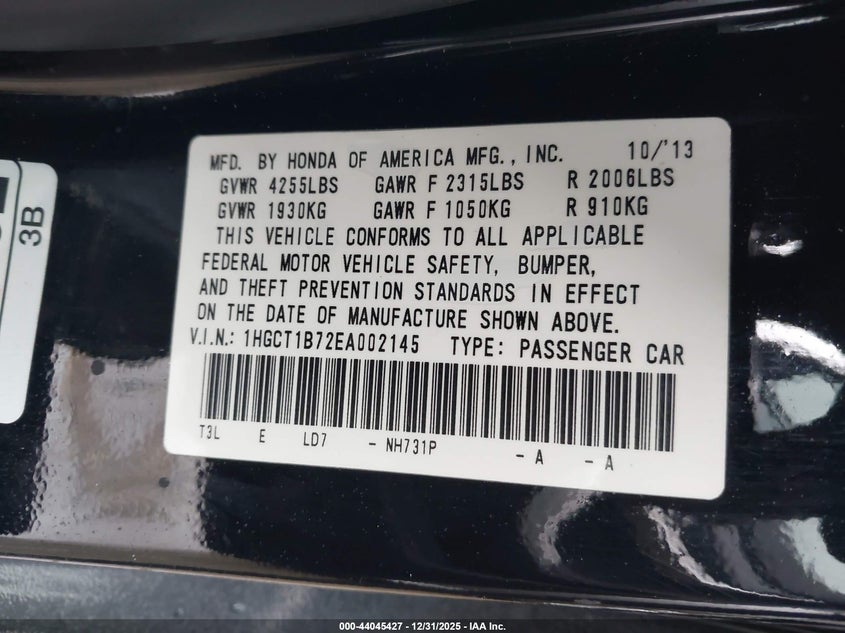 MFD. BY HONDA OF AMERICA MFG., INC. 10/'13
GVWR 4255LBS GAWR F 2315LBS R 2006LBS
GVWR 1930KG GAWR F 1050KG R 910KG
THIS VEHICLE CONFORMS TO ALL APPLICABLE
FEDERAL MOTOR VEHICLE SAFETY, BUMPER,
AND THEFT PREVENTION STANDARDS IN EFFECT
ON THE DATE OF MANUFACTURE SHOWN ABOVE.
V.I.N.: 1HGCT1B72EA002145 TYPE: PASSENGER CAR
T3L E LD7 - NH731P - A - A
3B
000-44045427 - 12/31/2025 - IAA Inc.